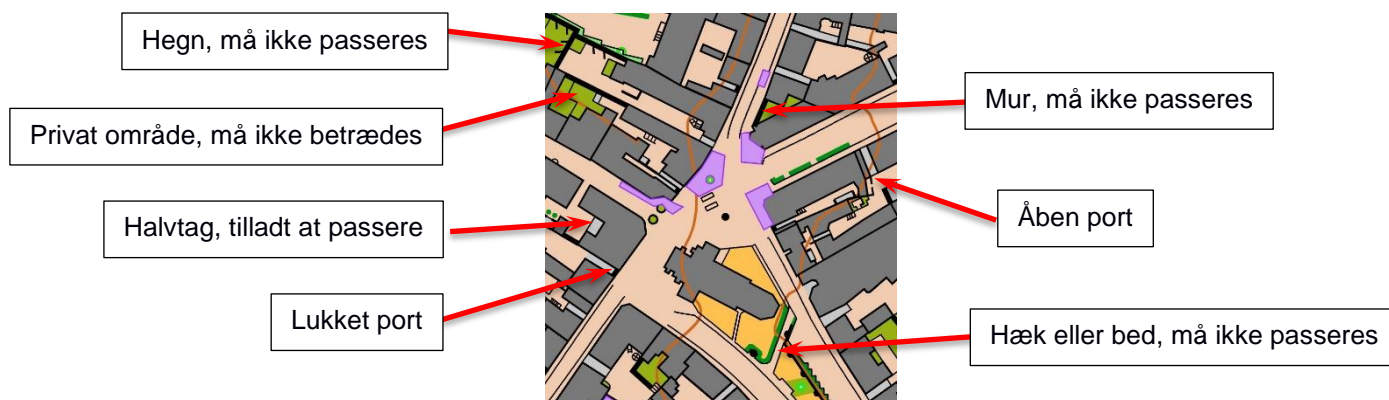 Hegn, må ikke passeres
Privat område, må ikke betrædes
Halvtag, tilladt at passere
Lukket port
Mur, må ikke passeres
Åben port
Hæk eller bed, må ikke passeres